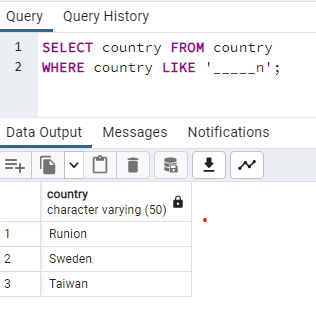 Query Query History
1 SELECT country FROM country
2 WHERE country LIKE '_____n';
Data Output Messages Notifications
country
character varying (50)
1 Runion
2 Sweden
3 Taiwan